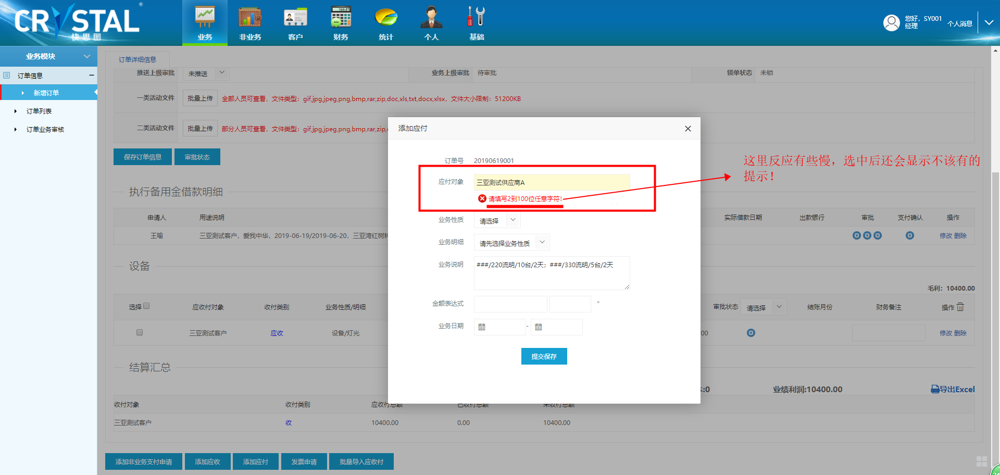 CRYSTAL
®
快思图
业务
非业务
客户
财务
统计
个人
基础
您好，SY001
经理
个人消息
业务模块
订单信息
新增订单
订单列表
订单业务审核
订单详细信息
推送上级审批
未推送
业务上级审批
待审批
锁单状态
未锁
一类活动文件
批量上传
全部人员可查看，文件类型：gif,jpg,jpeg,png,bmp,rar,zip,doc,xls,txt,docx,xlsx，文件大小限制：51200KB
二类活动文件
批量上传
部分人员可查看，文件类型：gif,jpg,jpeg,png,bmp,rar,zip,
保存订单信息
审批状态
添加应付
订单号
20190619001
应付对象
三亚测试供应商A
请填写2到100位任意字符!
这里反应有些慢，选中后还会显示不该有的
提示！
业务性质
请选择
业务明细
请先选择业务性质
业务说明
###/220流明/10台/2天；###/330流明/5台/2天
金额表达式
*
业务日期
-
提交保存
执行备用金借款明细
申请人
用途说明
实际借款日期
出款银行
审批
支付确认
操作
王喻
三亚测试客户，爱我中华，2019-06-19/2019-06-20，三亚湾红树林
修改 删除
设备
毛利：10400.00
选择
应收付对象
收付类别
业务性质/明细
审批状态
请选择
结账月份
财务备注
操作
三亚测试客户
应收
设备/灯光
00
修改 删除
结算汇总
:0
业绩利润:10400.00
导出Excel
收付对象
收付类别
应收付总额
已收付总额
未收付总额
三亚测试客户
收
10400.00
0.00
10400.00
添加非业务支付申请
添加应收
添加应付
发票申请
批量导入应收付